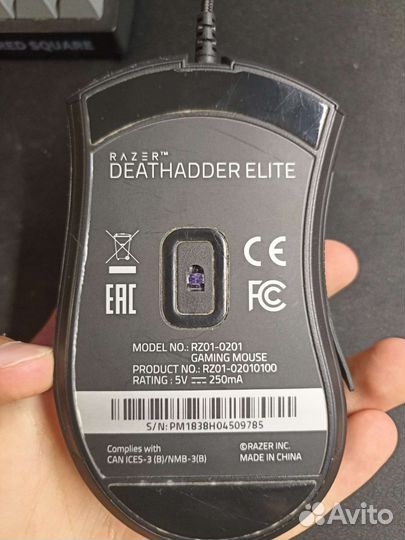 RED SQUARE
RAZER™
DEATHADDER ELITE
CE
EAC
FC
MODEL NO.: RZ01-0201
GAMING MOUSE
PRODUCT NO.: RZ01-02010100
RATING : 5V ⎓ 250mA
S/N: PM1838H04509785
Complies with
CAN ICES-3 (B)/NMB-3(B)
©RAZER INC.
MADE IN CHINA
Avito